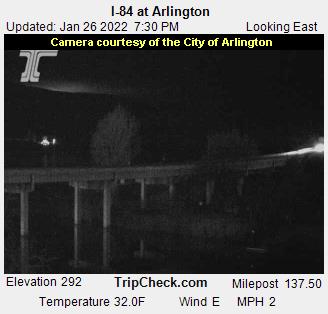 I-84 at Arlington
Updated: Jan 26 2022 7:30 PM Looking East
Camera courtesy of the City of Arlington
Elevation 292 TripCheck.com Milepost 137.50
Temperature 32.0F Wind E MPH 2